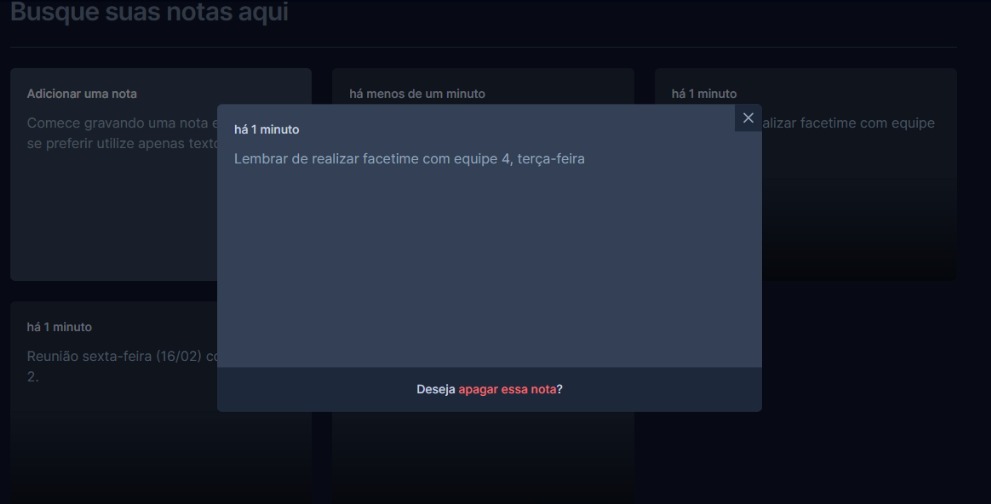 Busque suas notas aqui
Adicionar uma nota
Comece gravando uma nota e
se preferir utilize apenas texto
há menos de um minuto
há 1 minuto
alizar facetime com equipe
há 1 minuto
Lembrar de realizar facetime com equipe 4, terça-feira
Deseja apagar essa nota?
há 1 minuto
Reunião sexta-feira (16/02) co
2.